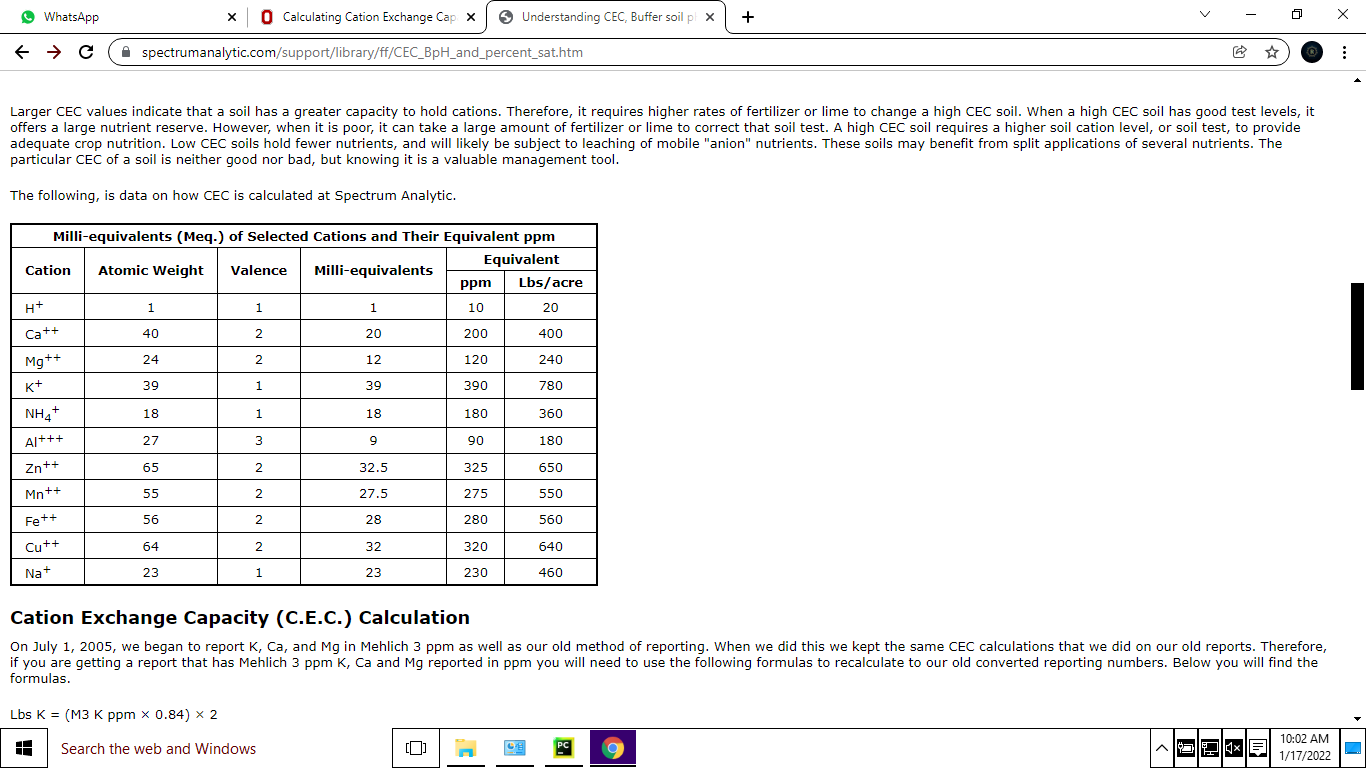 WhatsApp
Calculating Cation Exchange Cap
Understanding CEC, Buffer soil pl
spectrumanalytic.com/support/library/ff/CEC_BpH_and_percent_sat.htm
Larger CEC values indicate that a soil has a greater capacity to hold cations. Therefore, it requires higher rates of fertilizer or lime to change a high CEC soil. When a high CEC soil has good test levels, it
offers a large nutrient reserve. However, when it is poor, it can take a large amount of fertilizer or lime to correct that soil test. A high CEC soil requires a higher soil cation level, or soil test, to provide
adequate crop nutrition. Low CEC soils hold fewer nutrients, and will likely be subject to leaching of mobile "anion" nutrients. These soils may benefit from split applications of several nutrients. The
particular CEC of a soil is neither good nor bad, but knowing it is a valuable management tool.
The following, is data on how CEC is calculated at Spectrum Analytic.
Milli-equivalents (Meq.) of Selected Cations and Their Equivalent ppm
Cation Atomic Weight Valence Milli-equivalents Equivalent
ppm Lbs/acre
H+ 1 1 1 10 20
Ca++ 40 2 20 200 400
Mg++ 24 2 12 120 240
K+ 39 1 39 390 780
NH4+ 18 1 18 180 360
Al+++ 27 3 9 90 180
Zn++ 65 2 32.5 325 650
Mn++ 55 2 27.5 275 550
Fe++ 56 2 28 280 560
Cu++ 64 2 32 320 640
Na+ 23 1 23 230 460
Cation Exchange Capacity (C.E.C.) Calculation
On July 1, 2005, we began to report K, Ca, and Mg in Mehlich 3 ppm as well as our old method of reporting. When we did this we kept the same CEC calculations that we did on our old reports. Therefore,
if you are getting a report that has Mehlich 3 ppm K, Ca and Mg reported in ppm you will need to use the following formulas to recalculate to our old converted reporting numbers. Below you will find the
formulas.
Lbs K = (M3 K ppm × 0.84) × 2
Search the web and Windows
PC
10:02 AM
1/17/2022